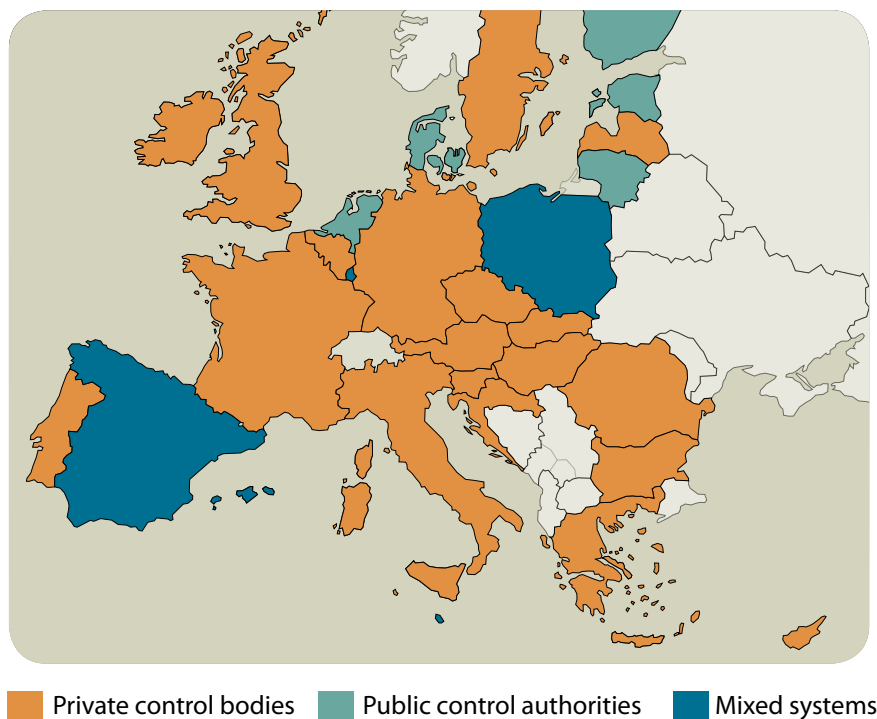 Private control bodies
Public control authorities
Mixed systems